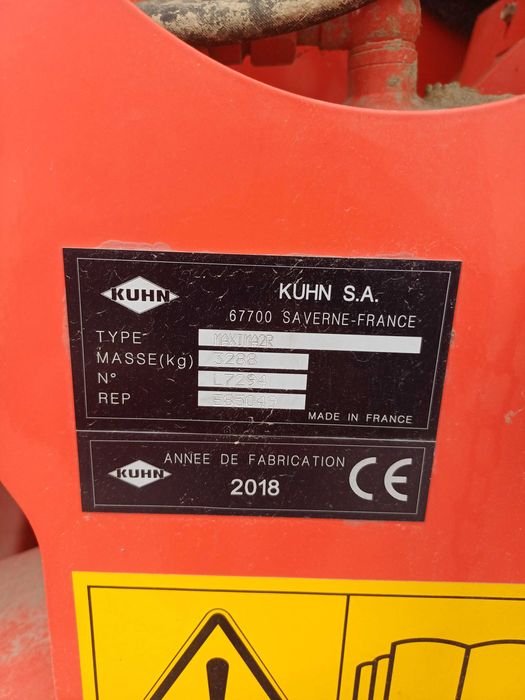 KUHN
KUHN S.A.
67700 SAVERNE-FRANCE
TYPE MAXIMA2R
MASSE(kg) 3288
N° L7294
REP
MADE IN FRANCE
KUHN
ANNEE DE FABRICATION
2018
CE